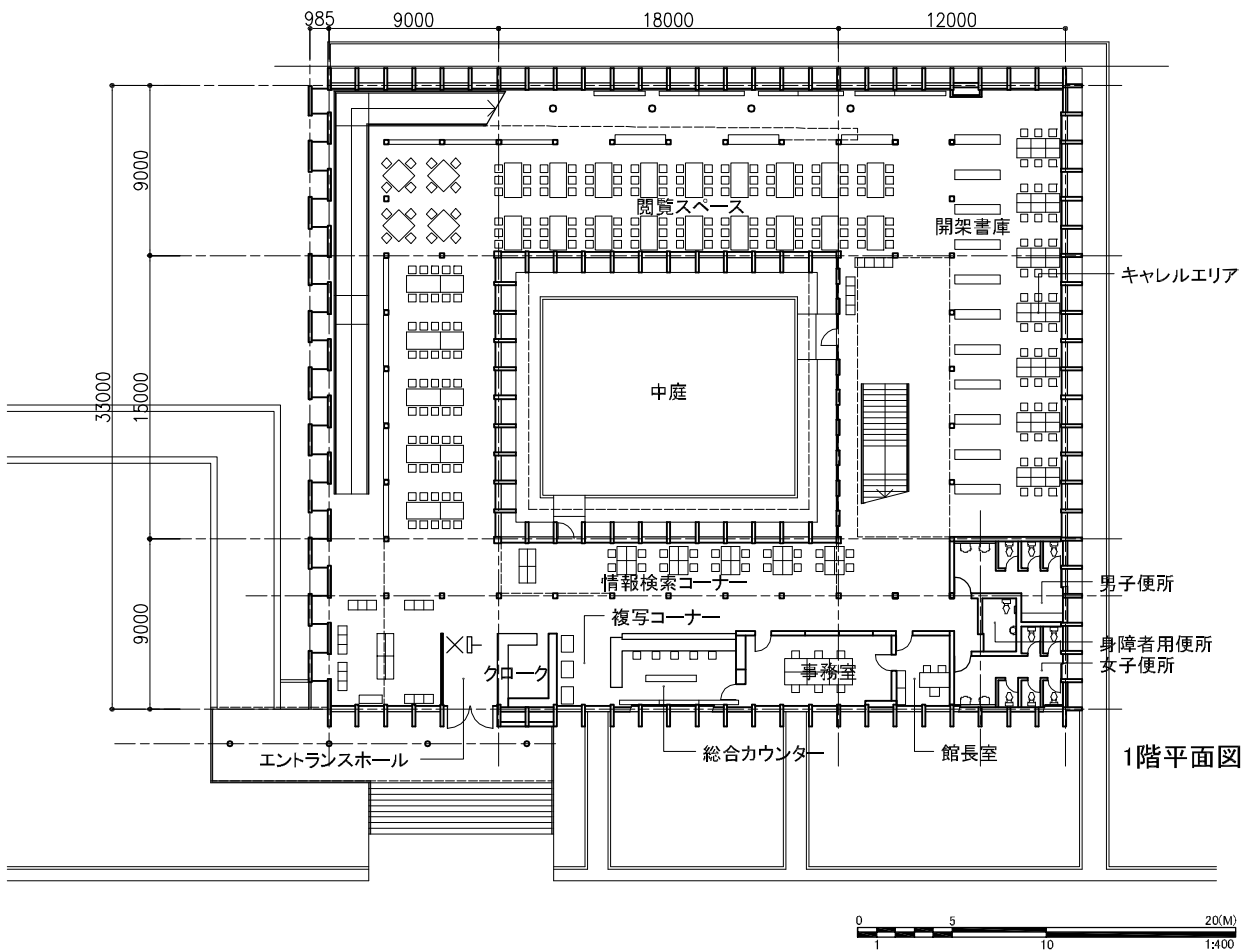 985
9000
18000
12000
9000
33000
15000
9000
閲覧スペース
開架書庫
キャレルエリア
中庭
情報検索コーナー
男子便所
複写コーナー
身障者用便所
クローク
事務室
女子便所
エントランスホール
総合カウンター
館長室
1階平面図
0 5 20(M)
1 10 1:400